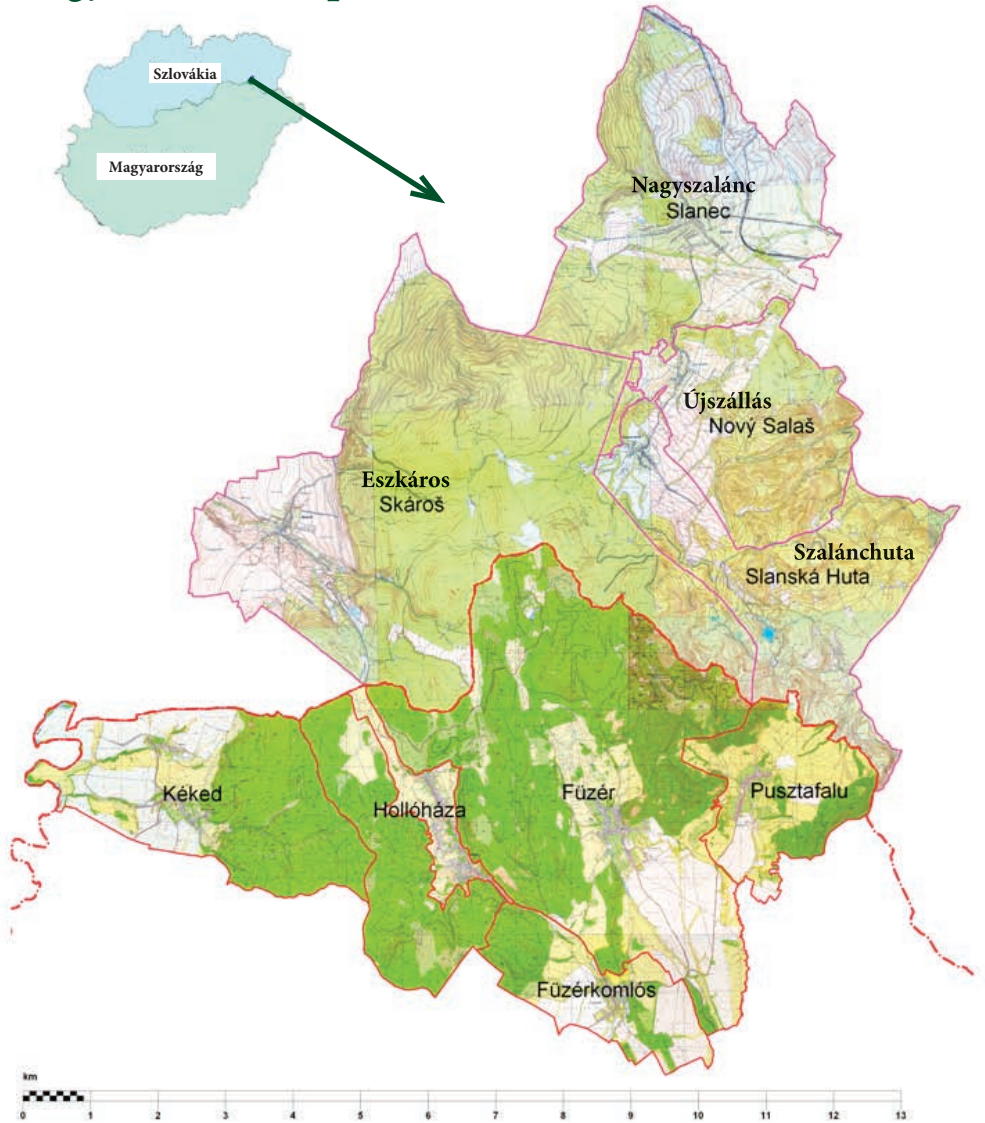 Szlovákia
Magyarország
Nagyszalánc
Slanec
Újszállás
Nový Salaš
Eszkáros
Skároš
Szalánchuta
Slanská Huta
Kéked
Hollóháza
Füzér
Pusztafalu
Füzérkomlós
km
0 1 2 3 4 5 6 7 8 9 10 11 12 13